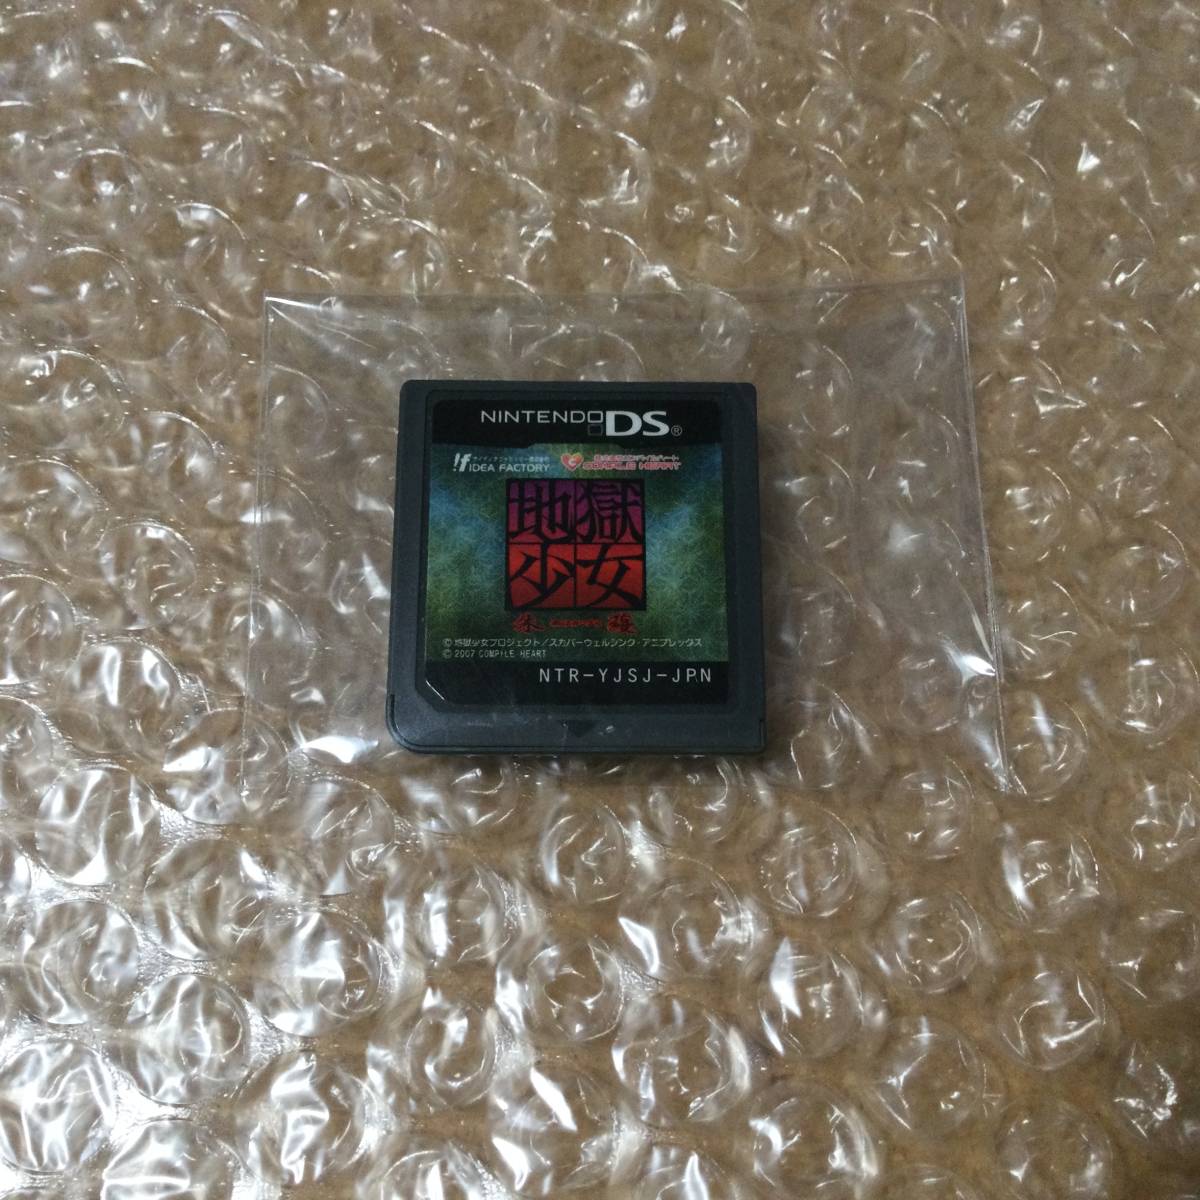 NINTENDO DS®
IDEA FACTORY
COMPILE HEART
地獄
少女
朱 蘰
© 地獄少女プロジェクト/スカパーウェルシンク・アニプレックス
© 2007 COMPILE HEART
NTR-YJSJ-JPN